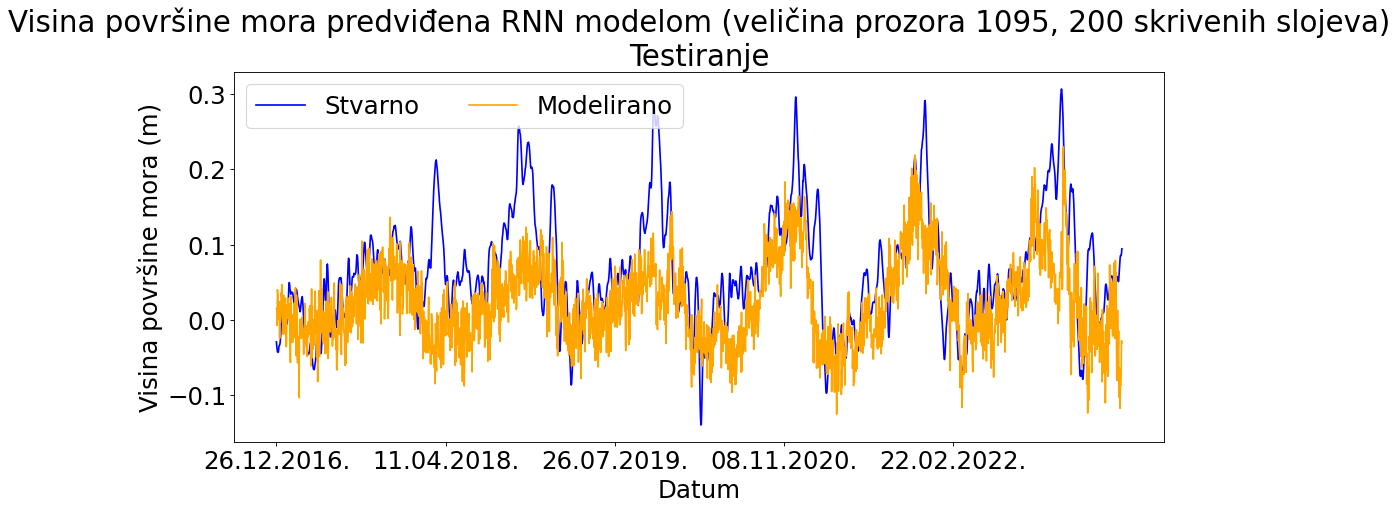 Visina površine mora predviđena RNN modelom (veličina prozora 1095, 200 skrivenih slojeva)
Testiranje
Stvarno Modelirano
Visina površine mora (m)
0.3
0.2
0.1
0.0
−0.1
26.12.2016. 11.04.2018. 26.07.2019. 08.11.2020. 22.02.2022.
Datum